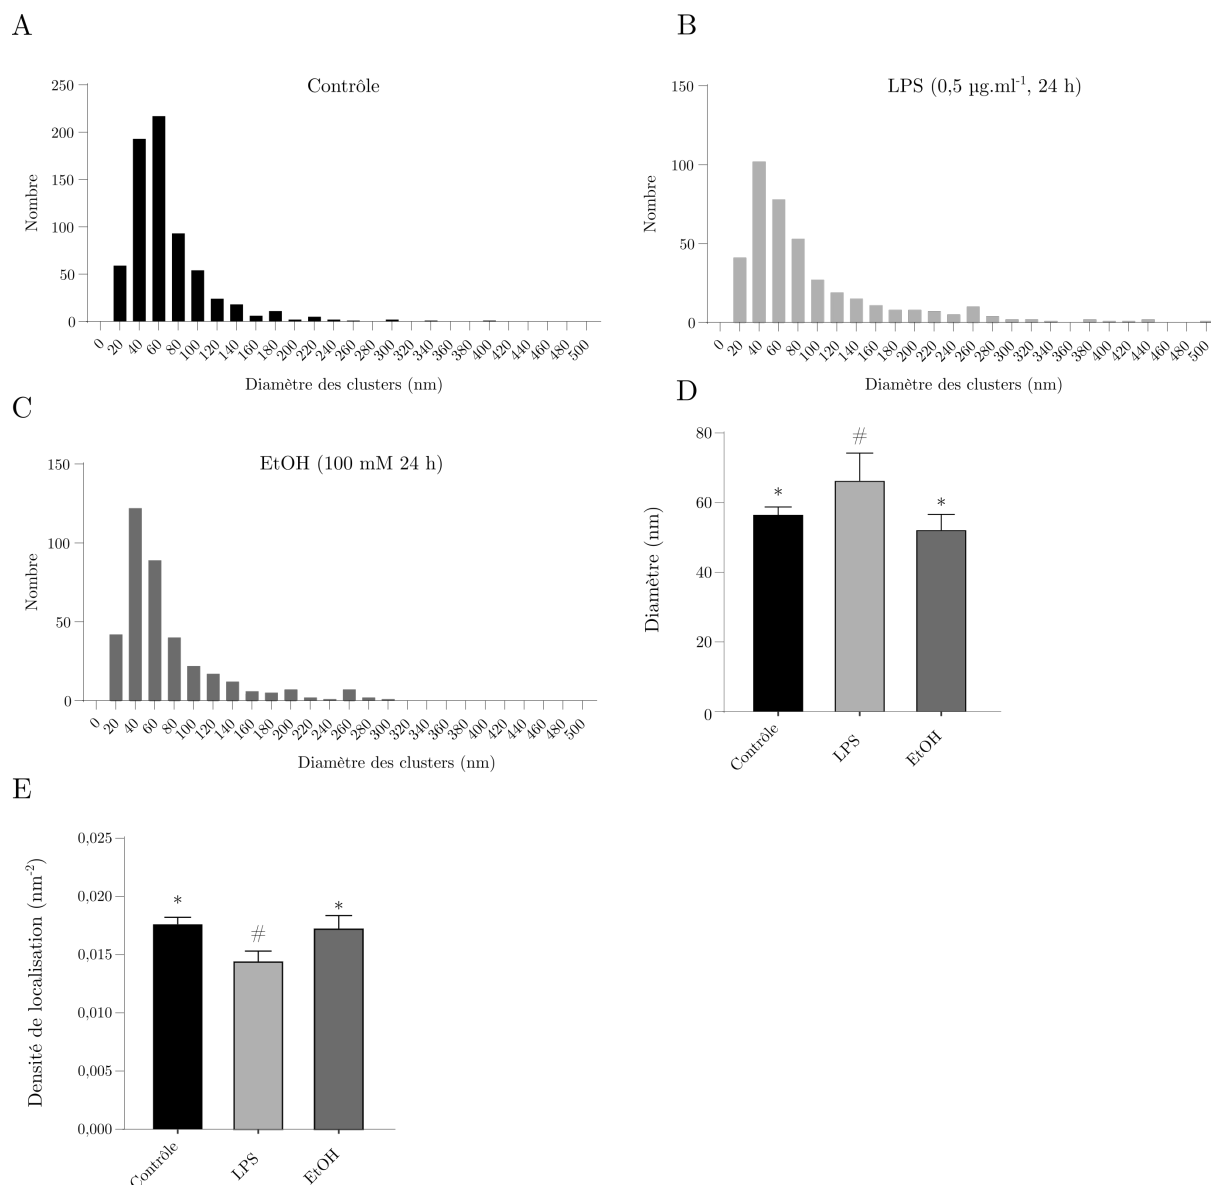 A
Contrôle
250
200
150
100
50
0
Nombre
0 20 40 60 80 100 120 140 160 180 200 220 240 260 280 300 320 340 360 380 400 420 440 460 480 500
Diamètre des clusters (nm)
B
LPS (0,5 µg.ml-1, 24 h)
150
100
50
0
Nombre
0 20 40 60 80 100 120 140 160 180 200 220 240 260 280 300 320 340 360 380 400 420 440 460 480 500
Diamètre des clusters (nm)
C
EtOH (100 mM 24 h)
150
100
50
0
Nombre
0 20 40 60 80 100 120 140 160 180 200 220 240 260 280 300 320 340 360 380 400 420 440 460 480 500
Diamètre des clusters (nm)
D
80
60
40
20
0
Diamètre (nm)
* # *
Contrôle LPS EtOH
E
0,025
0,020
0,015
0,010
0,005
0,000
Densité de localisation (nm-2)
* # *
Contrôle LPS EtOH